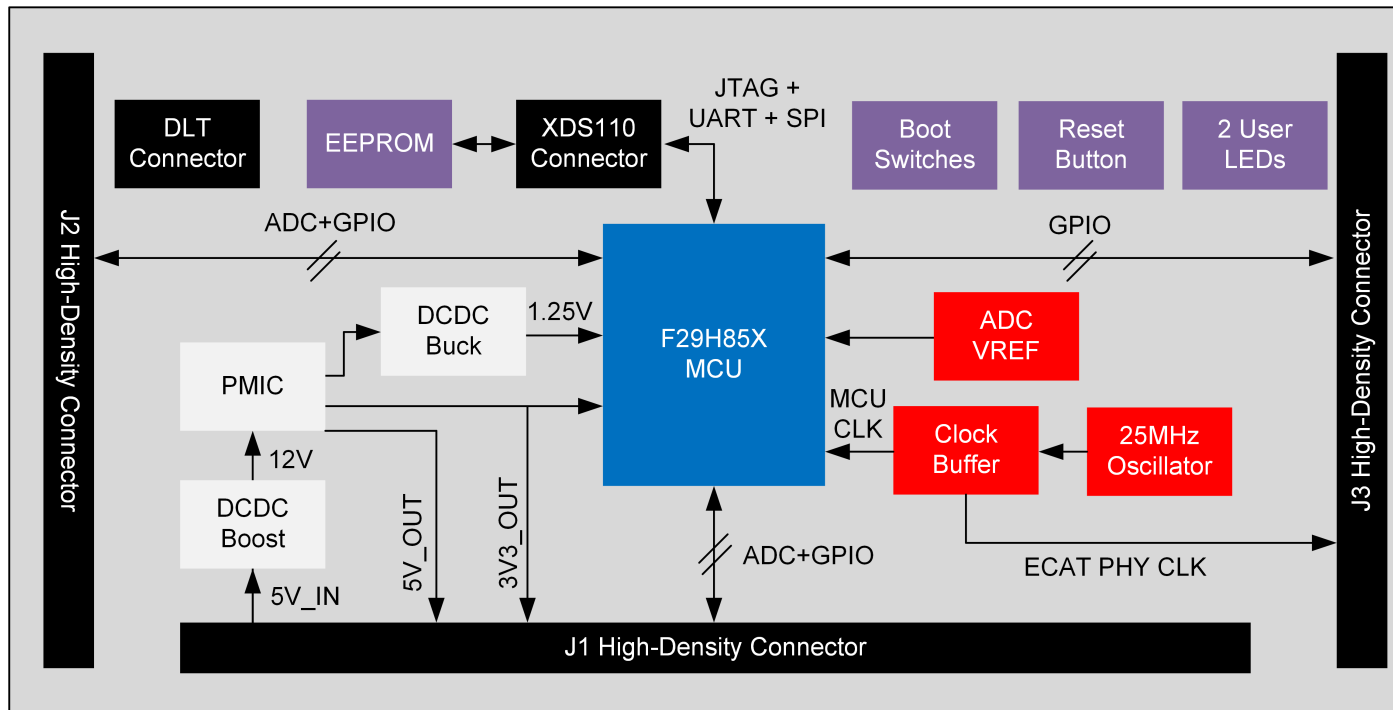 DLT
Connector
EEPROM
XDS110
Connector
JTAG +
UART + SPI
Boot
Switches
Reset
Button
2 User
LEDs
J2 High-Density Connector
ADC+GPIO
GPIO
J3 High-Density Connector
DCDC
Buck
1.25V
F29H85X
MCU
ADC
VREF
PMIC
MCU
CLK
Clock
Buffer
25MHz
Oscillator
12V
DCDC
Boost
5V_OUT
3V3_OUT
ADC+GPIO
ECAT PHY CLK
5V_IN
J1 High-Density Connector